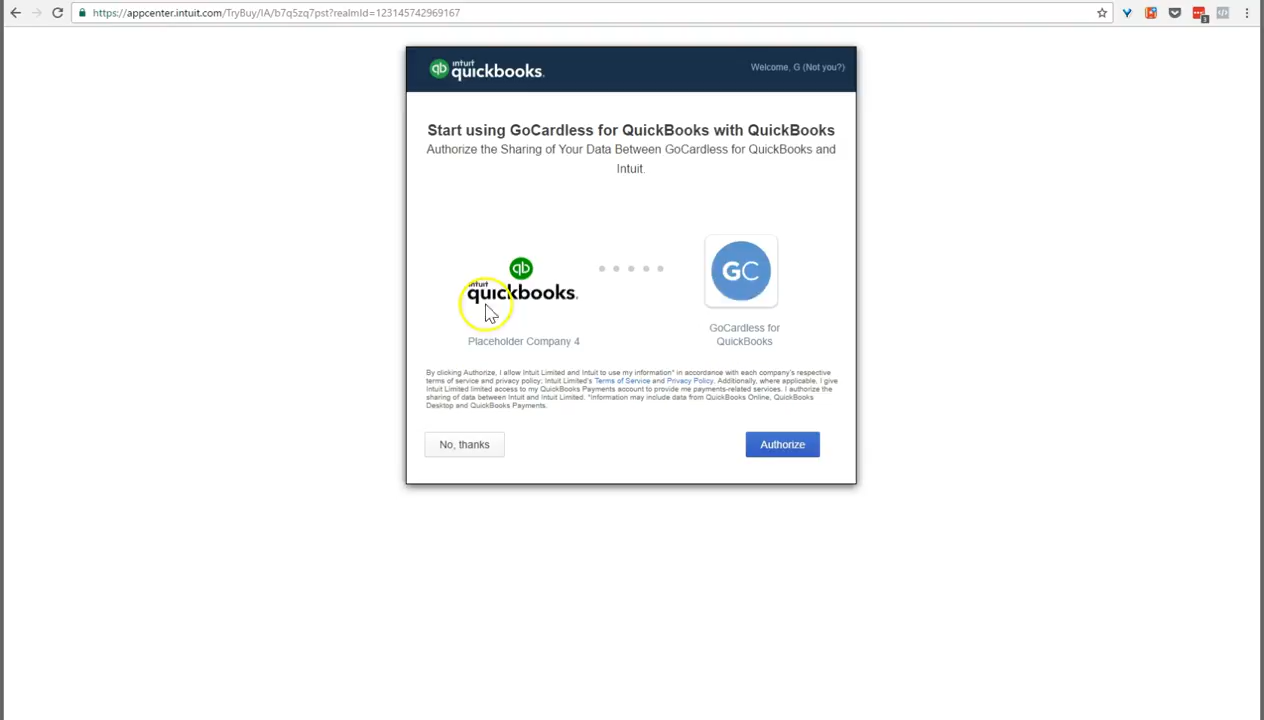 https://appcenter.intuit.com/TryBuy/IA/b7q5zq7pst?realmId=123145742969167
3
intuit
qb quickbooks.
Welcome, G (Not you?)
Start using GoCardless for QuickBooks with QuickBooks
Authorize the Sharing of Your Data Between GoCardless for QuickBooks and
Intuit.
qb
intuit
quickbooks.
Placeholder Company 4
GC
GoCardless for
QuickBooks
By clicking Authorize, I allow Intuit Limited and Intuit to use my information* in accordance with each company's respective
terms of service and privacy policy; Intuit Limited's Terms of Service and Privacy Policy. Additionally, where applicable, I give
Intuit Limited limited access to my QuickBooks Payments account to provide me payments-related services. I authorize the
sharing of data between Intuit and Intuit Limited. *Information may include data from QuickBooks Online, QuickBooks
Desktop and QuickBooks Payments.
No, thanks
Authorize